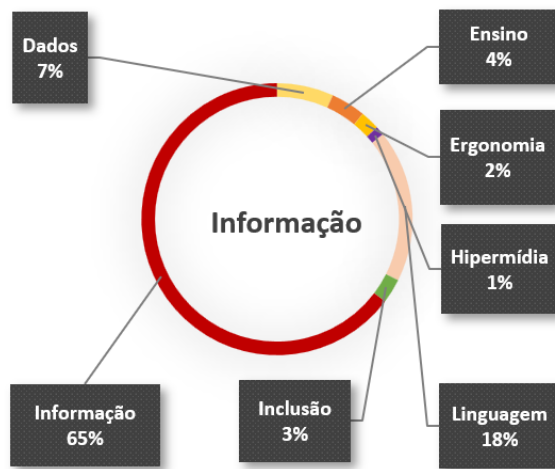 Dados
7%
Ensino
4%
Ergonomia
2%
Informação
Hipermídia
1%
Informação
65%
Inclusão
3%
Linguagem
18%